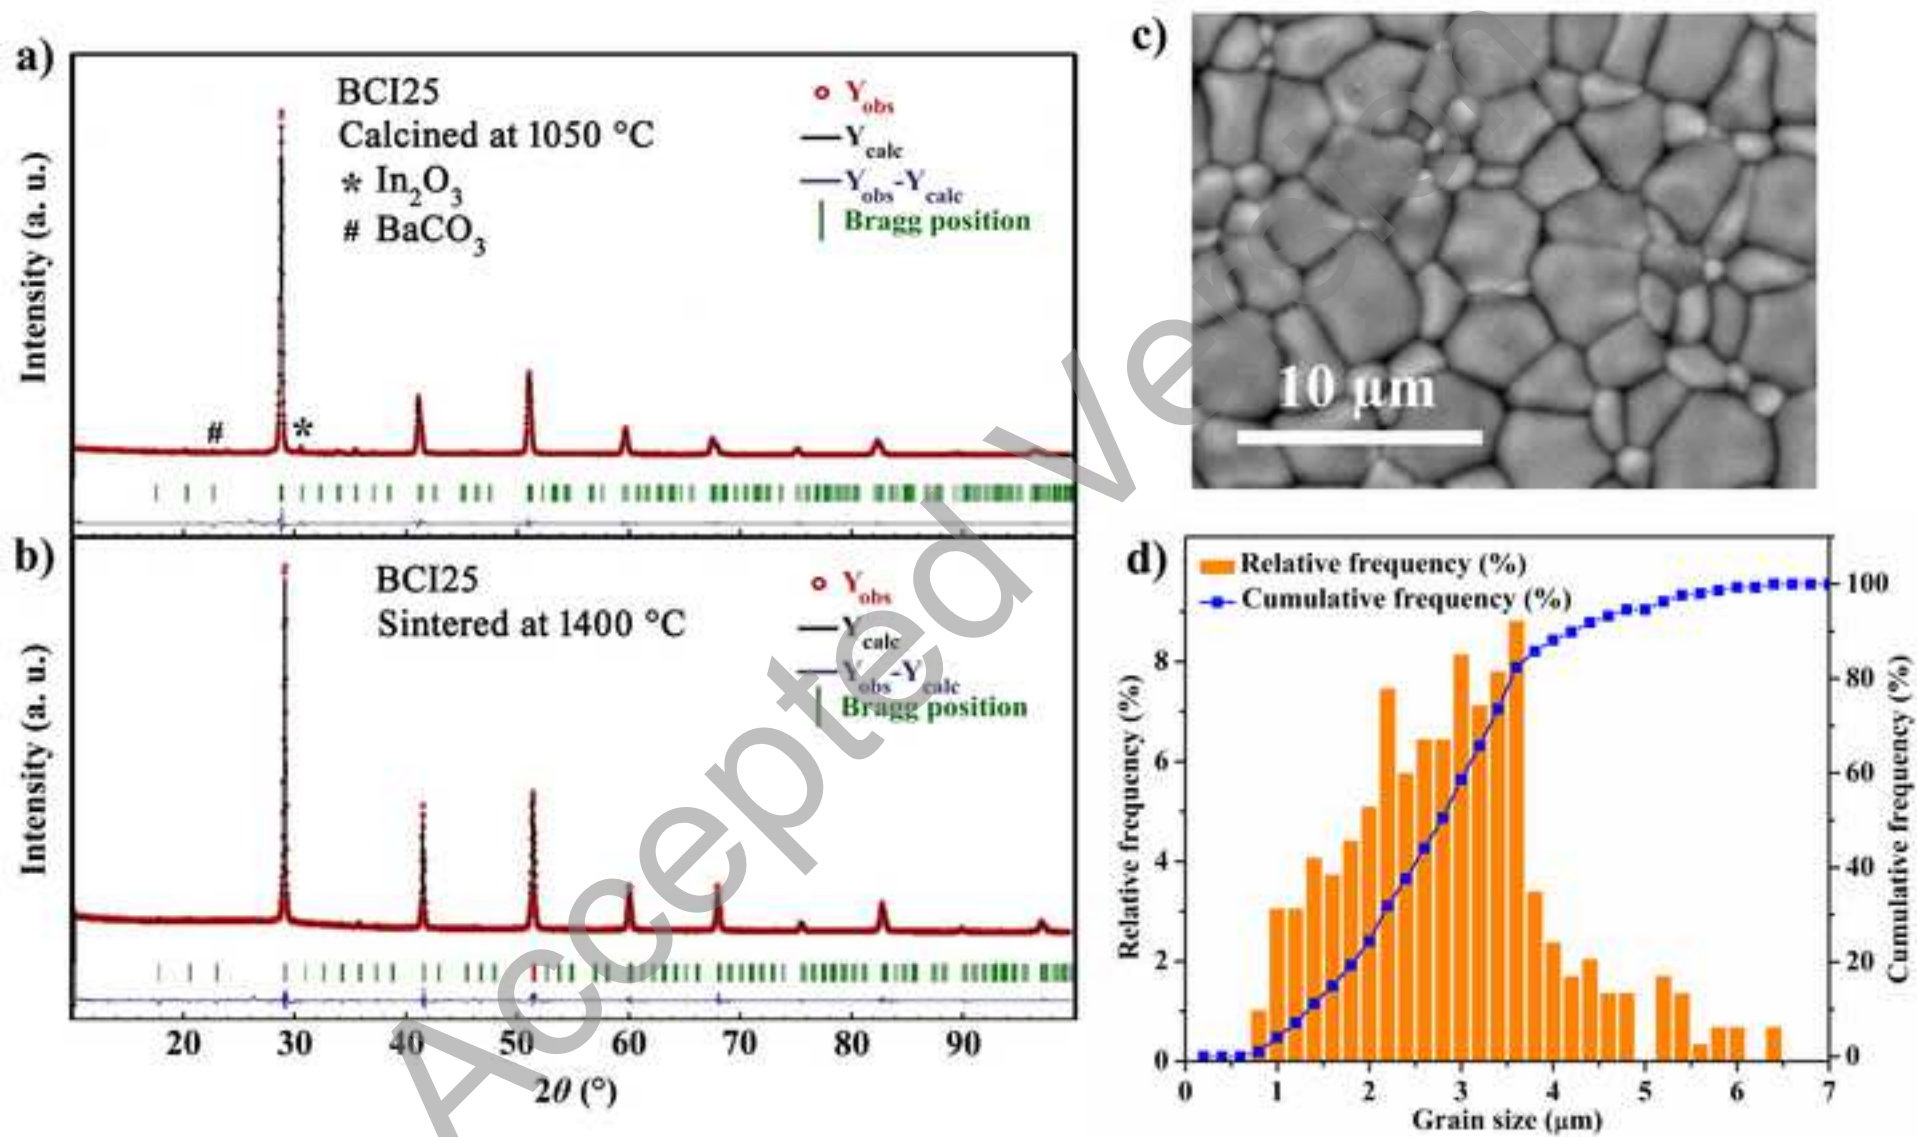 a)
BCI25
Calcined at 1050 °C
* In2O3
# BaCO3
Yobs
Ycalc
Yobs-Ycalc
Bragg position
Intensity (a. u.)
#
*
b)
BCI25
Sintered at 1400 °C
Yobs
Ycalc
Yobs-Ycalc
Bragg position
Intensity (a. u.)
20 30 40 50 60 70 80 90
2θ (°)
c)
10 μm
d)
Relative frequency (%)
Cumulative frequency (%)
Relative frequency (%)
8
6
4
2
0
100
80
60
40
20
0
Cumulative frequency (%)
0 1 2 3 4 5 6 7
Grain size (μm)
Accepted Version